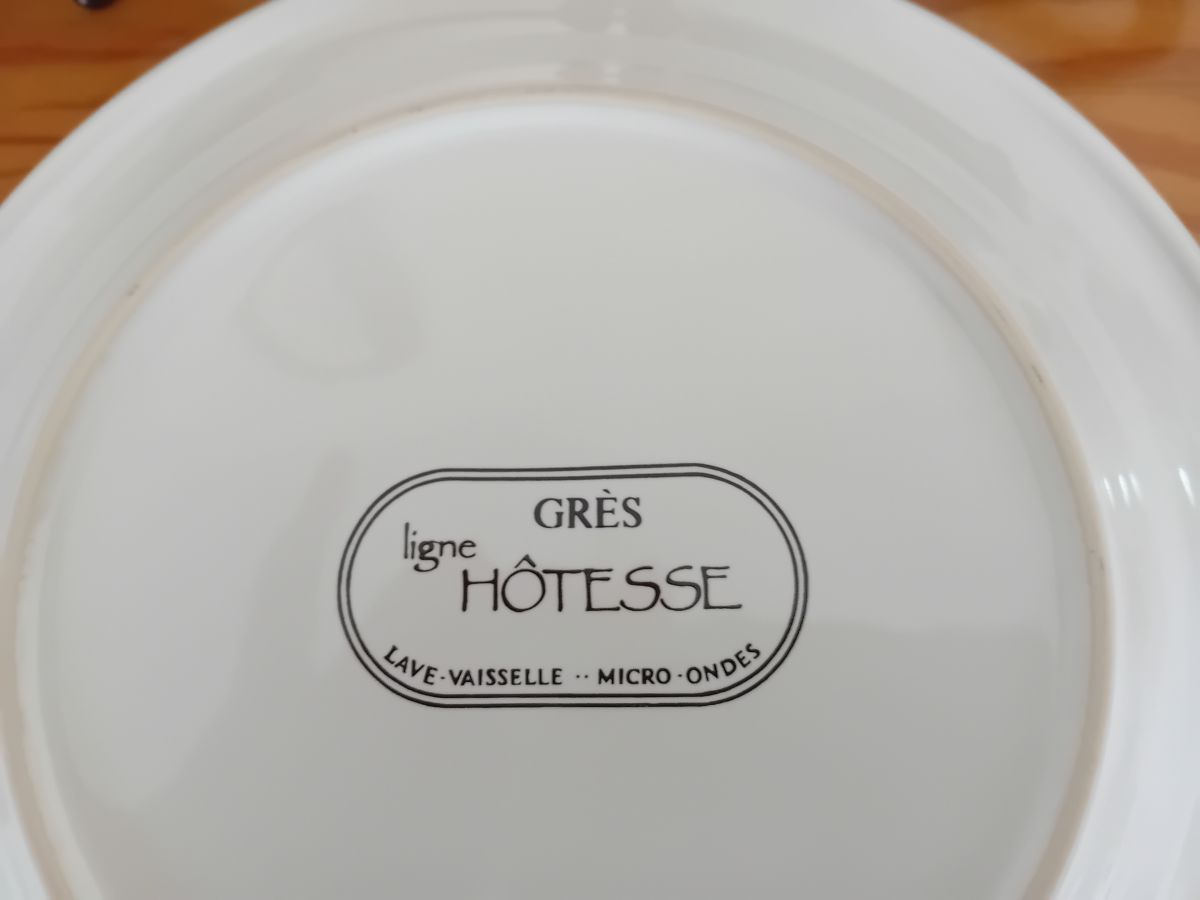 GRÈS
ligne
HÔTESSE
LAVE-VAISSELLE ·· MICRO-ONDES